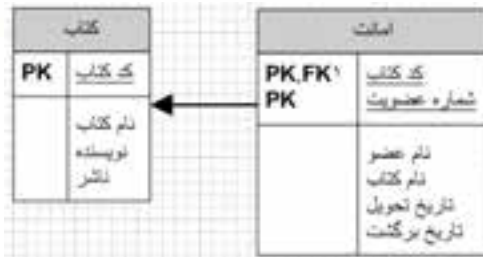 کتاب
PK کد کتاب
نام کتاب
نویسنده
ناشر
امانت
PK,FK۱ کد کتاب
PK شماره عضویت
نام عضو
نام کتاب
تاریخ تحویل
تاریخ برگشت